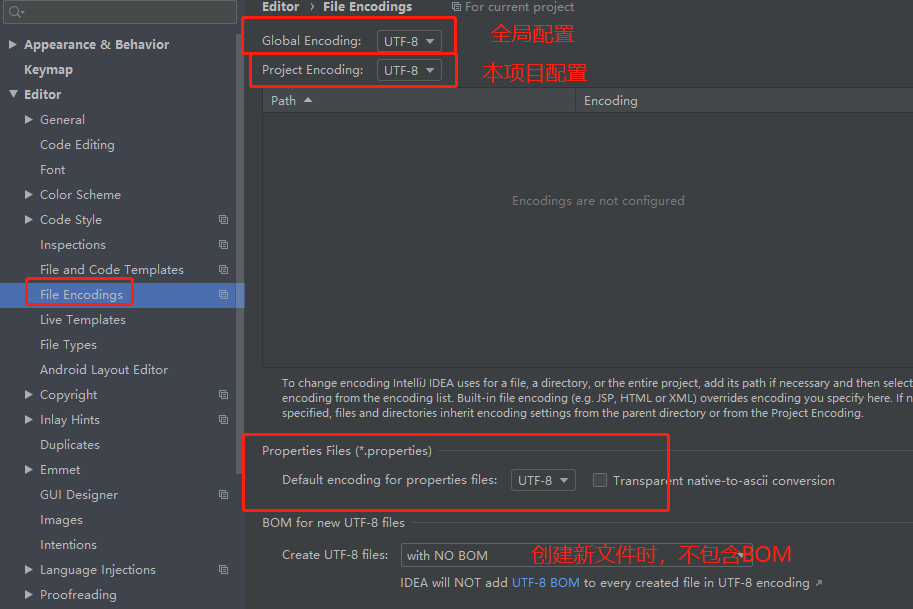 Editor › File Encodings
For current project
Appearance & Behavior
Keymap
Editor
General
Code Editing
Font
Color Scheme
Code Style
Inspections
File and Code Templates
File Encodings
Live Templates
File Types
Android Layout Editor
Copyright
Inlay Hints
Duplicates
Emmet
GUI Designer
Images
Intentions
Language Injections
Proofreading
Global Encoding: UTF-8
全局配置
Project Encoding: UTF-8
本项目配置
Path
Encoding
Encodings are not configured
To change encoding IntelliJ IDEA uses for a file, a directory, or the entire project, add its path if necessary and then select
encoding from the encoding list. Built-in file encoding (e.g. JSP, HTML or XML) overrides encoding you specify here. If n
specified, files and directories inherit encoding settings from the parent directory or from the Project Encoding.
Properties Files (*.properties)
Default encoding for properties files: UTF-8
Transparent native-to-ascii conversion
BOM for new UTF-8 files
Create UTF-8 files: with NO BOM
创建新文件时，不包含BOM
IDEA will NOT add UTF-8 BOM to every created file in UTF-8 encoding ↗